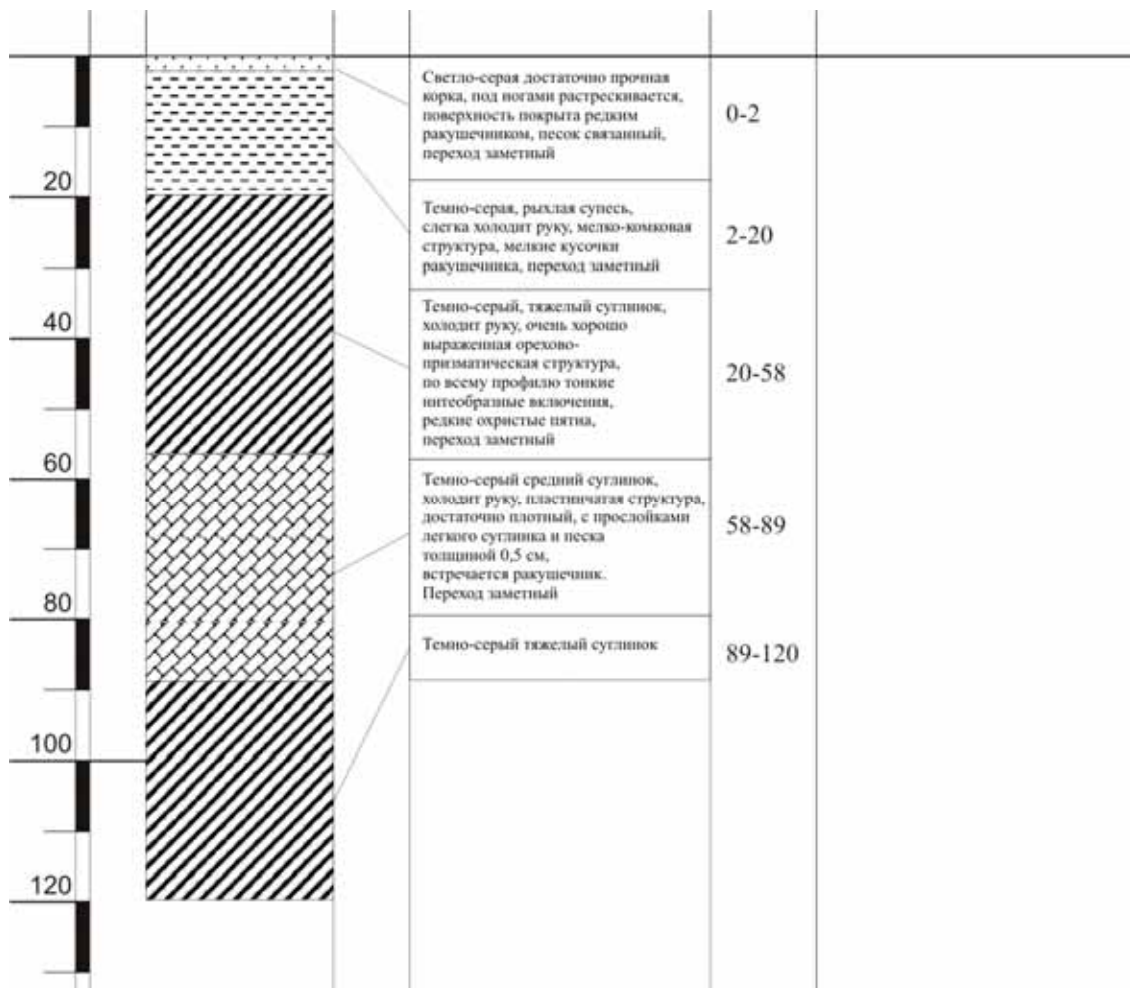 Светло-серая достаточно прочная
корка, под ногами растрескивается,
поверхность покрыта редким
ракушечником, песок связанный,
переход заметный
0-2
20
Темно-серая, рыхлая супесь,
слегка холодит руку, мелко-комковая
структура, мелкие кусочки
ракушечника, переход заметный
2-20
Темно-серый, тяжелый суглинок,
холодит руку, очень хорошо
выраженная орехово-
призматическая структура,
по всему профилю тонкие
нитеобразные включения,
редкие охристые пятна,
переход заметный
20-58
40
60
Темно-серый средний суглинок,
холодит руку, пластинчатая структура,
достаточно плотный, с прослойками
легкого суглинка и песка
толщиной 0,5 см,
встречается ракушечник.
Переход заметный
58-89
80
Темно-серый тяжелый суглинок
89-120
100
120